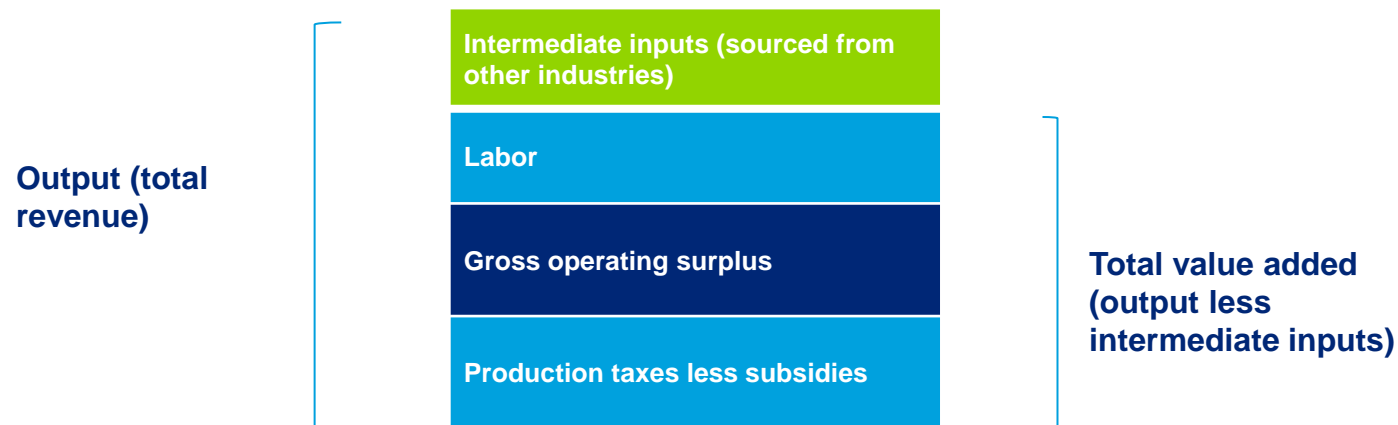 Intermediate inputs (sourced from
other industries)
Labor
Output (total
revenue)
Gross operating surplus
Total value added
(output less
intermediate inputs)
Production taxes less subsidies